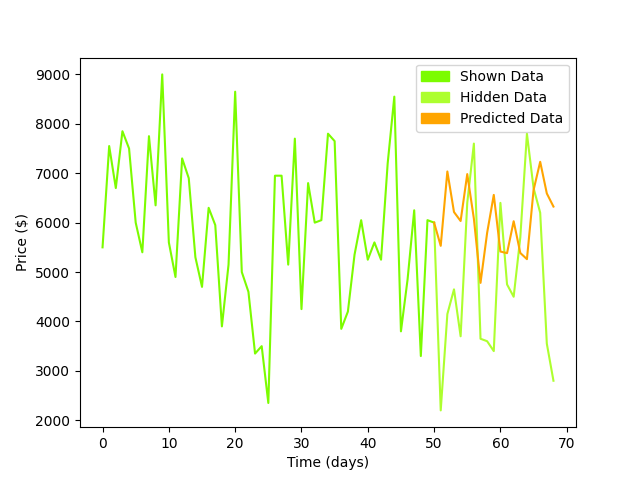 Shown Data
Hidden Data
Predicted Data
9000
8000
7000
6000
5000
4000
3000
2000
Price ($)
0 10 20 30 40 50 60 70
Time (days)